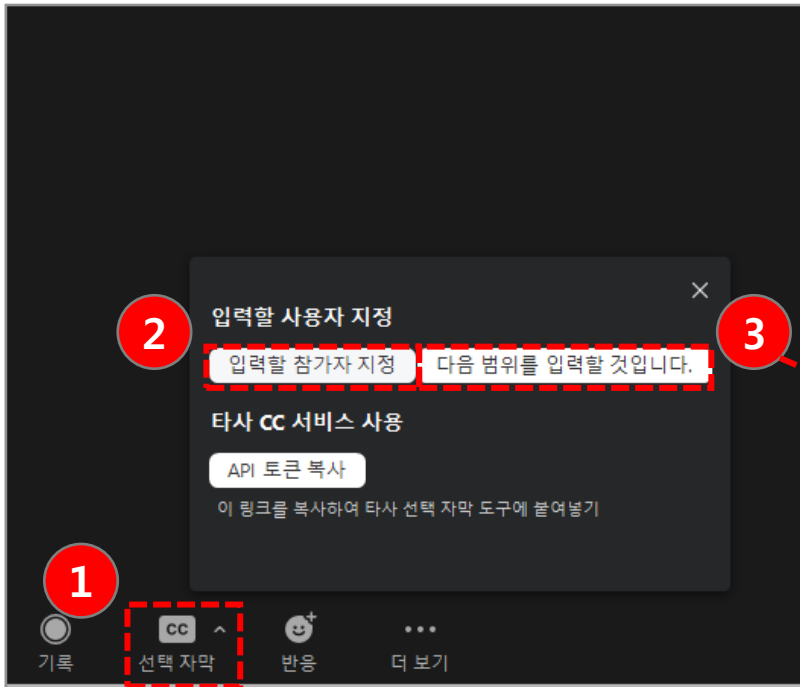 2
입력할 사용자 지정
3
입력할 참가자 지정
다음 범위를 입력할 것입니다.
타사 CC 서비스 사용
API 토큰 복사
이 링크를 복사하여 타사 선택 자막 도구에 붙여넣기
1
CC
기록
선택 자막
반응
더 보기